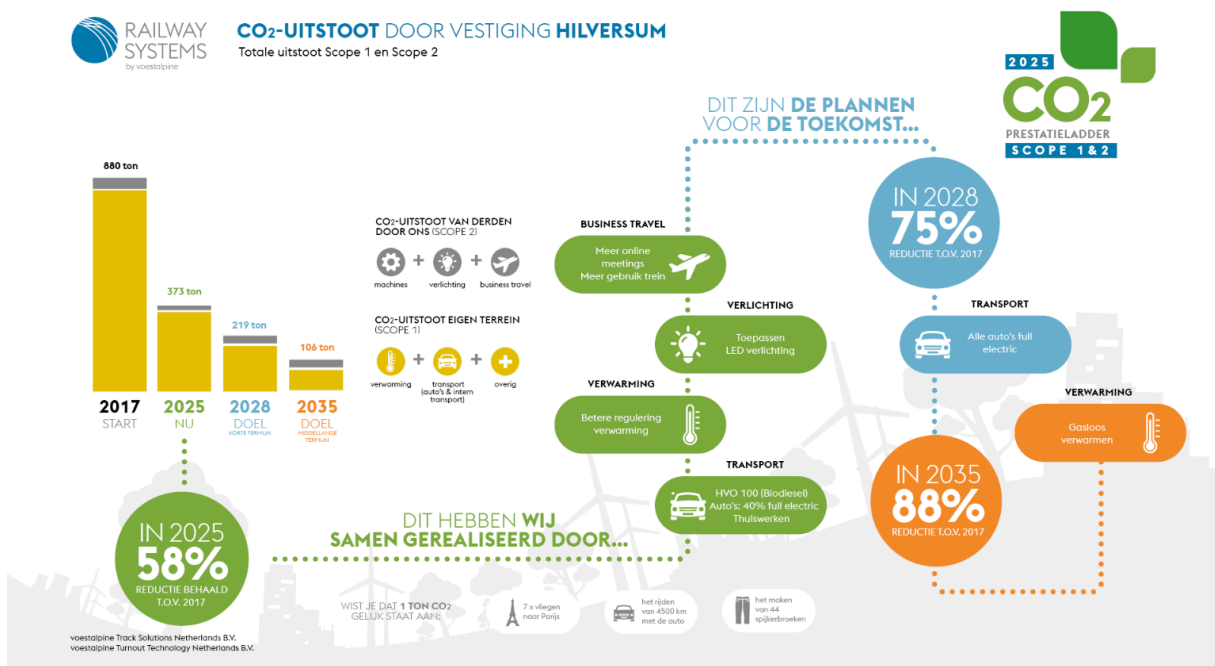 RAILWAY
SYSTEMS
by voestalpine
CO2-UITSTOOT DOOR VESTIGING HILVERSUM
Totale uitstoot Scope 1 en Scope 2
2025
CO2
PRESTATIELADDER
SCOPE 1&2
DIT ZIJN DE PLANNEN
VOOR DE TOEKOMST...
880 ton
373 ton
219 ton
106 ton
2017
START
2025
NU
2028
DOEL
KORTE TERMIJN
2035
DOEL
MIDDELLANGE
TERMIJN
CO2-UITSTOOT VAN DERDEN
DOOR ONS (SCOPE 2)
+ +
machines
verlichting
business travel
CO2-UITSTOOT EIGEN TERREIN
(SCOPE 1)
+ + +
verwarming
transport
(auto's & intern
transport)
overig
BUSINESS TRAVEL
Meer online
meetings
Meer gebruik trein
VERLICHTING
Toepassen
LED verlichting
VERWARMING
Betere regulering
verwarming
TRANSPORT
HVO 100 (Biodiesel)
Auto's: 40% full electric
Thuiswerken
IN 2028
75%
REDUCTIE T.O.V. 2017
TRANSPORT
Alle auto's full
electric
VERWARMING
Gasloos
verwarmen
IN 2035
88%
REDUCTIE T.O.V. 2017
IN 2025
58%
REDUCTIE BEHAALD
T.O.V. 2017
DIT HEBBEN WIJ
SAMEN GEREALISEERD DOOR...
WIST JE DAT 1 TON CO2
GELIJK STAAT AAN:
7 x vliegen
naar Parijs
het rijden
van 4500 km
met de auto
het maken
van 44
spijkerbroeken
voestalpine Track Solutions Netherlands B.V.
voestalpine Turnout Technology Netherlands B.V.